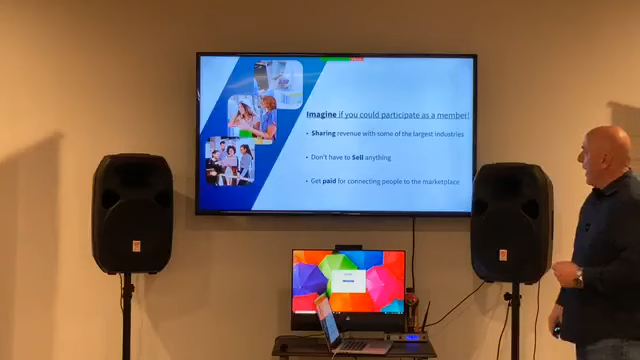 Imagine if you could participate as a member!
• Sharing revenue with some of the largest industries
• Don't have to Sell anything
• Get paid for connecting people to the marketplace